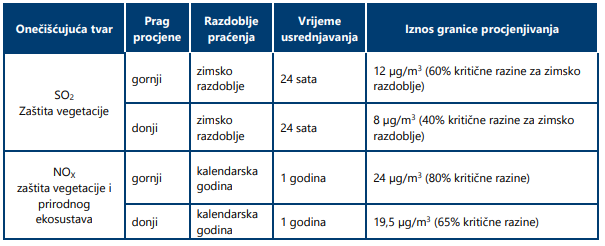 Onečišćujuća tvar
Prag
procjene
Razdoblje
praćenja
Vrijeme
usrednjavanja
Iznos granice procjenjivanja
SO₂
Zaštita vegetacije
gornji
zimsko
razdoblje
24 sata
12 µg/m³ (60% kritične razine za zimsko
razdoblje)
donji
zimsko
razdoblje
24 sata
8 µg/m³ (40% kritične razine za zimsko
razdoblje)
NOₓ
zaštita vegetacije i
prirodnog
ekosustava
gornji
kalendarska
godina
1 godina
24 µg/m³ (80% kritične razine)
donji
kalendarska
godina
1 godina
19,5 µg/m³ (65% kritične razine)